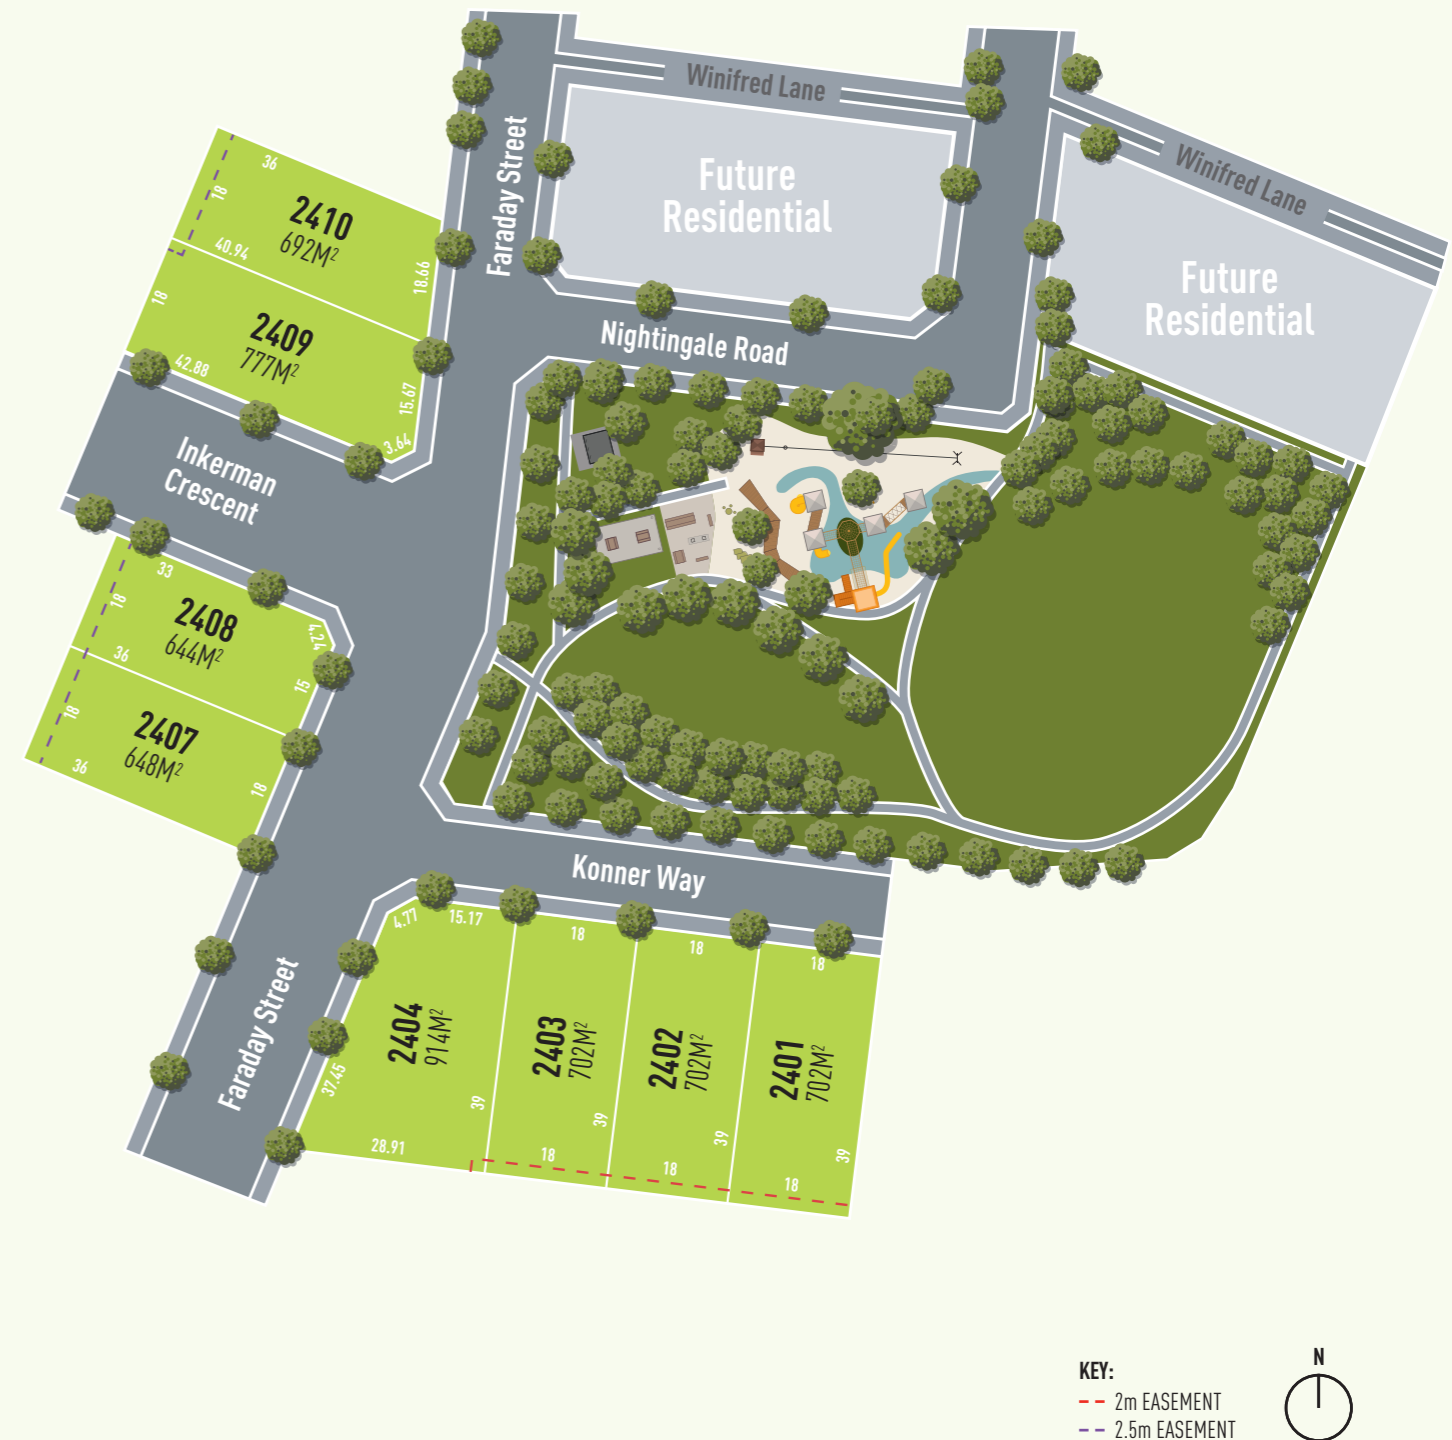 Winifred Lane
Winifred Lane
Faraday Street
Future
Residential
Future
Residential
Nightingale Road
36
18
2410
692M²
40.94
18.66
18
2409
777M²
42.88
15.67
3.64
Inkerman
Crescent
33
18
2408
644M²
4.24
36
15
18
2407
648M²
36
18
Konner Way
4.77
15.17
18
18
18
Faraday Street
2404
914M²
2403
702M²
2402
702M²
2401
702M²
37.45
39
39
39
39
28.91
18
18
18
KEY:
2m EASEMENT
2.5m EASEMENT
N